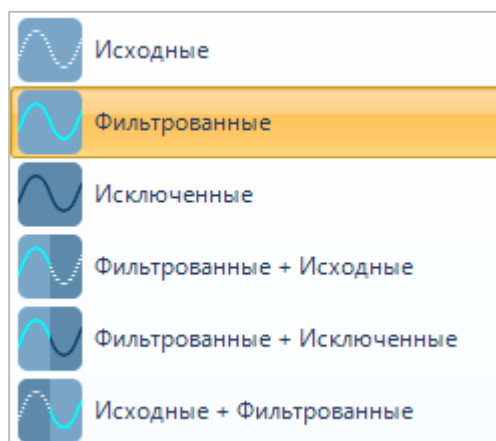 Исходные
Фильтрованные
Исключенные
Фильтрованные + Исходные
Фильтрованные + Исключенные
Исходные + Фильтрованные